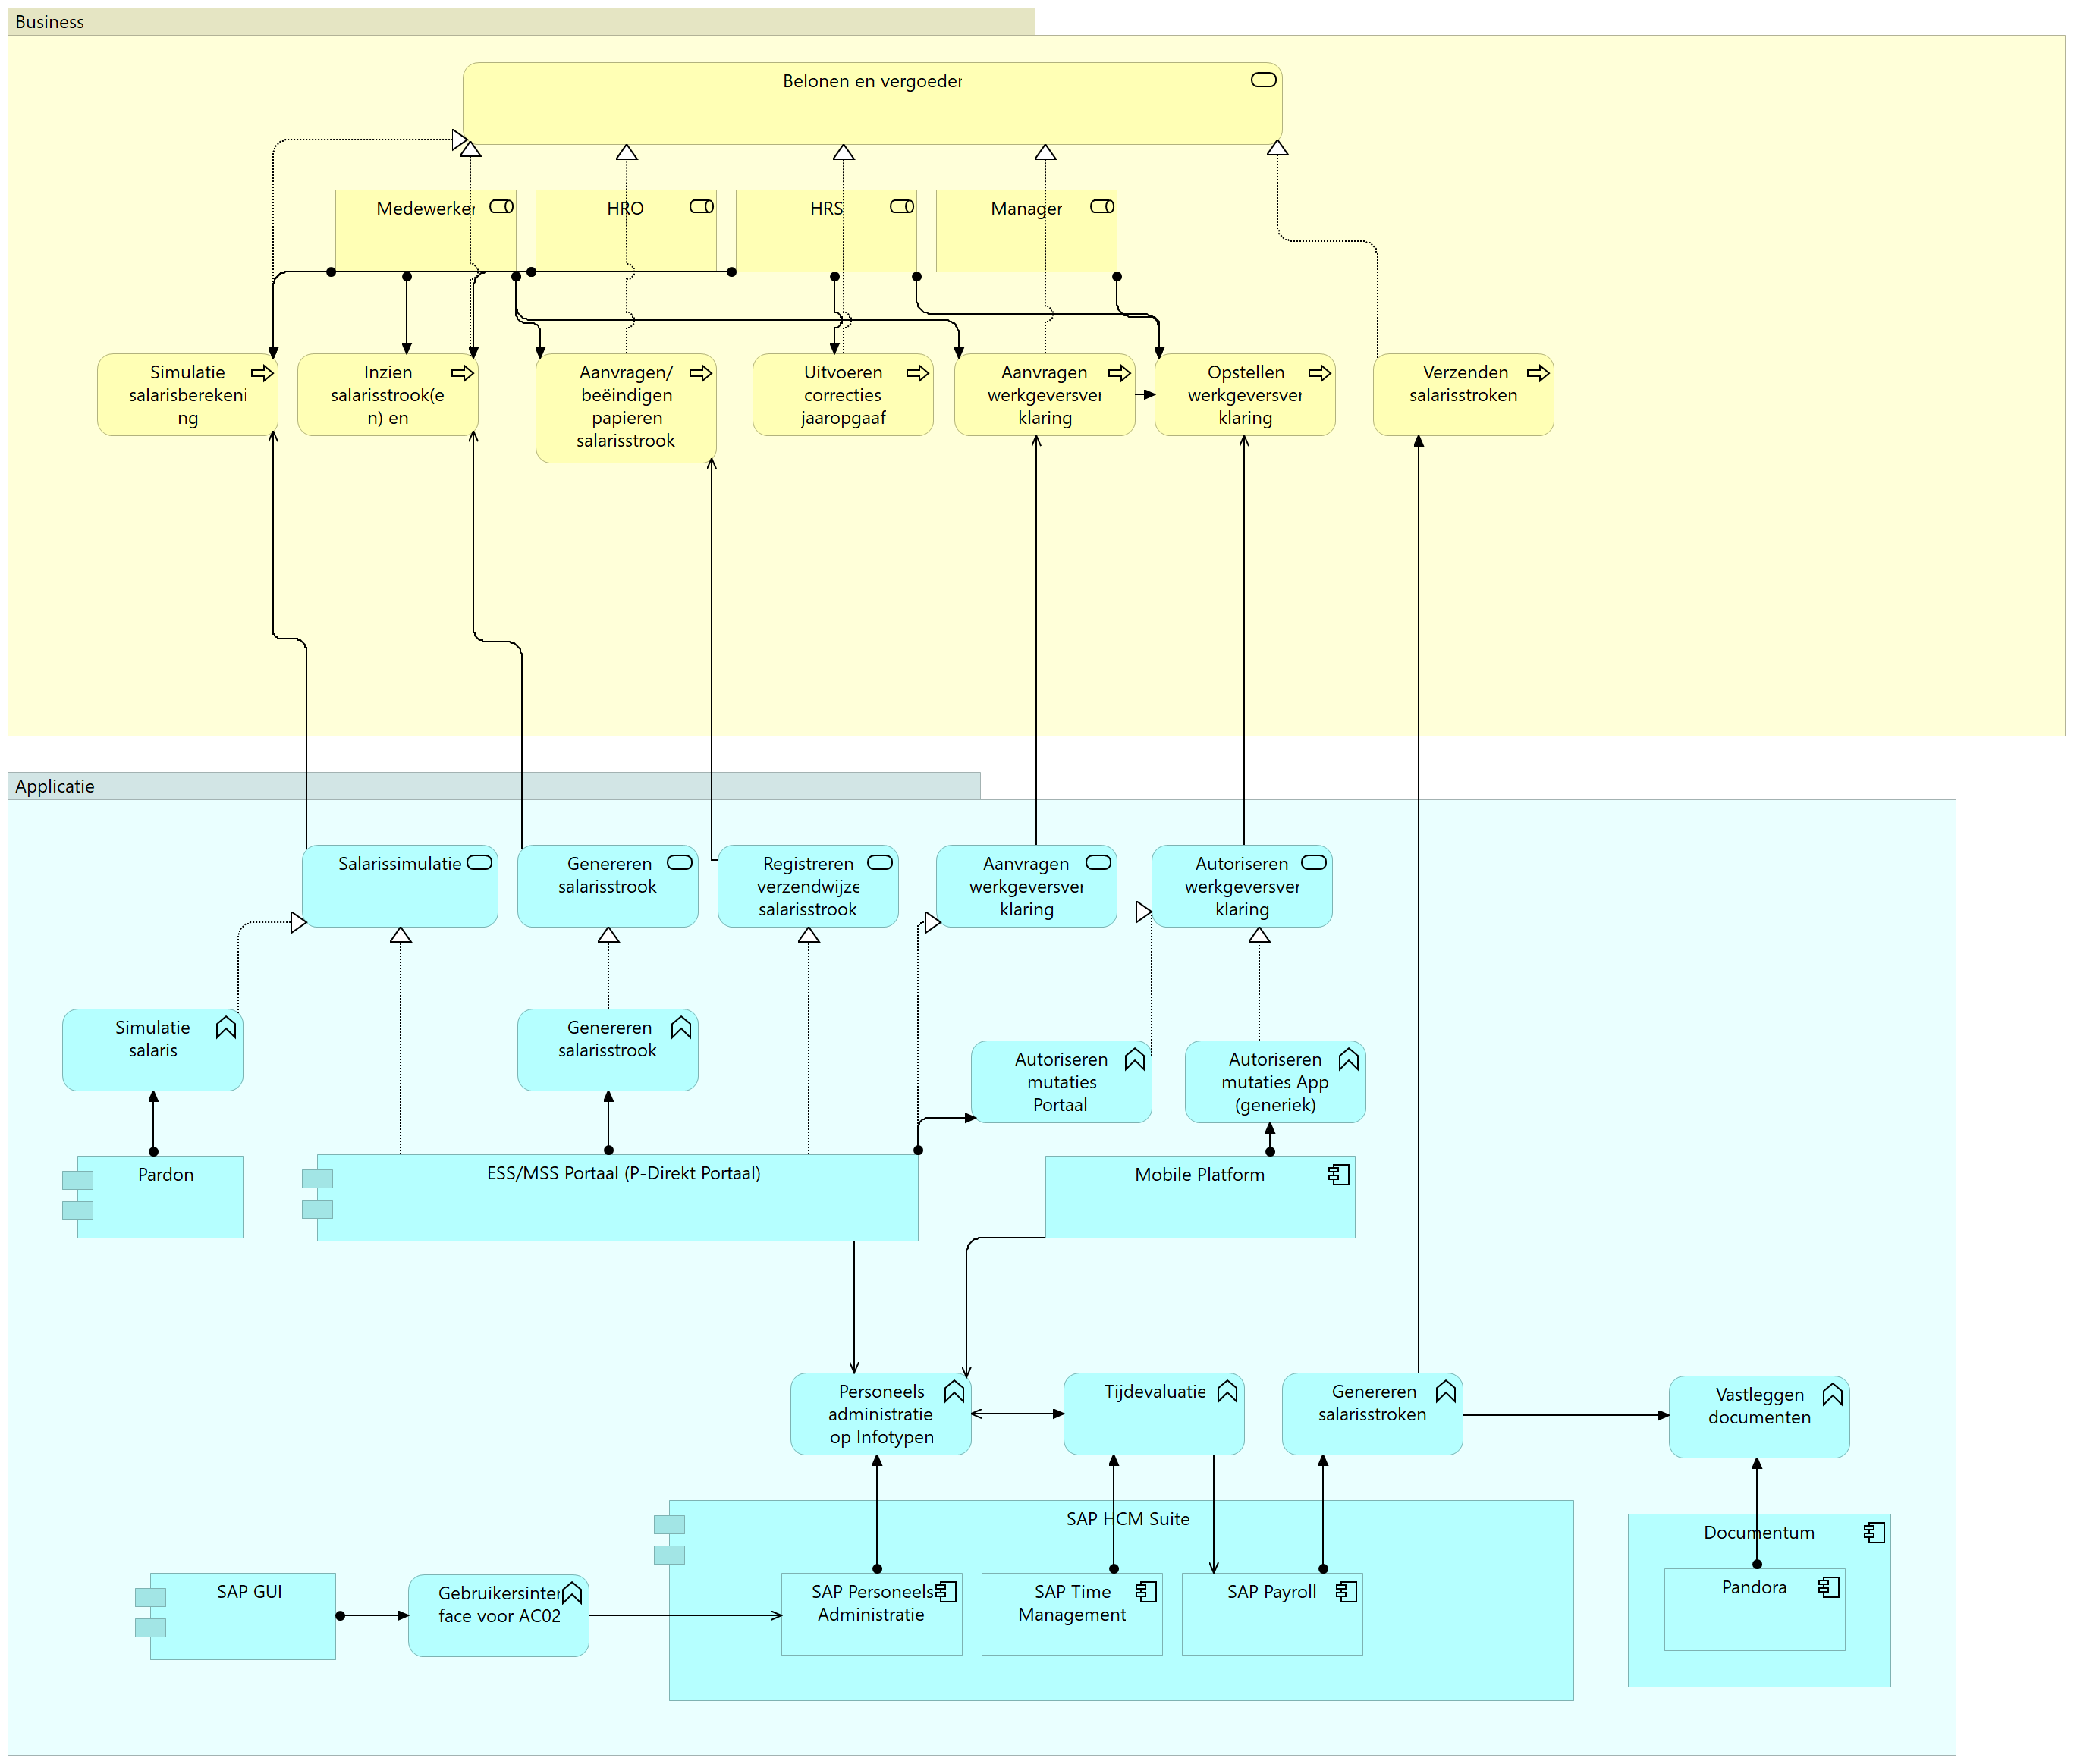 Business
Belonen en vergoeder
Medewerker
HRO
HRS
Manager
Simulatie
salarisberekeni
ng
Inzien
salarisstrook(e
n) en
Aanvragen/
beëindigen
papieren
salarisstrook
Uitvoeren
correcties
jaaropgaaf
Aanvragen
werkgeversver
klaring
Opstellen
werkgeversver
klaring
Verzenden
salarisstroken
Applicatie
Salarissimulatie
Genereren
salarisstrook
Registreren
verzendwijze
salarisstrook
Aanvragen
werkgeversver
klaring
Autoriseren
werkgeversver
klaring
Simulatie
salaris
Genereren
salarisstrook
Autoriseren
mutaties
Portaal
Autoriseren
mutaties App
(generiek)
Pardon
ESS/MSS Portaal (P-Direkt Portaal)
Mobile Platform
Personeels
administratie
op Infotypen
Tijdevaluatie
Genereren
salarisstroken
Vastleggen
documenten
SAP HCM Suite
Documentum
SAP GUI
Gebruikersinter
face voor AC02
SAP Personeels
Administratie
SAP Time
Management
SAP Payroll
Pandora